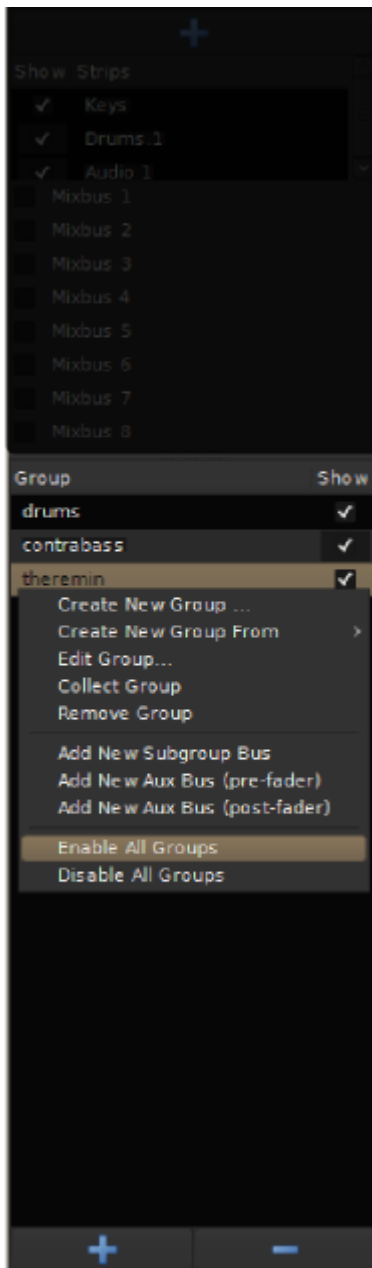 Show Strips
Keys
Drums 1
Audio 1
Mixbus 1
Mixbus 2
Mixbus 3
Mixbus 4
Mixbus 5
Mixbus 6
Mixbus 7
Mixbus 8
Group Show
drums
contrabass
theremin
Create New Group ...
Create New Group From
Edit Group...
Collect Group
Remove Group
Add New Subgroup Bus
Add New Aux Bus (pre-fader)
Add New Aux Bus (post-fader)
Enable All Groups
Disable All Groups